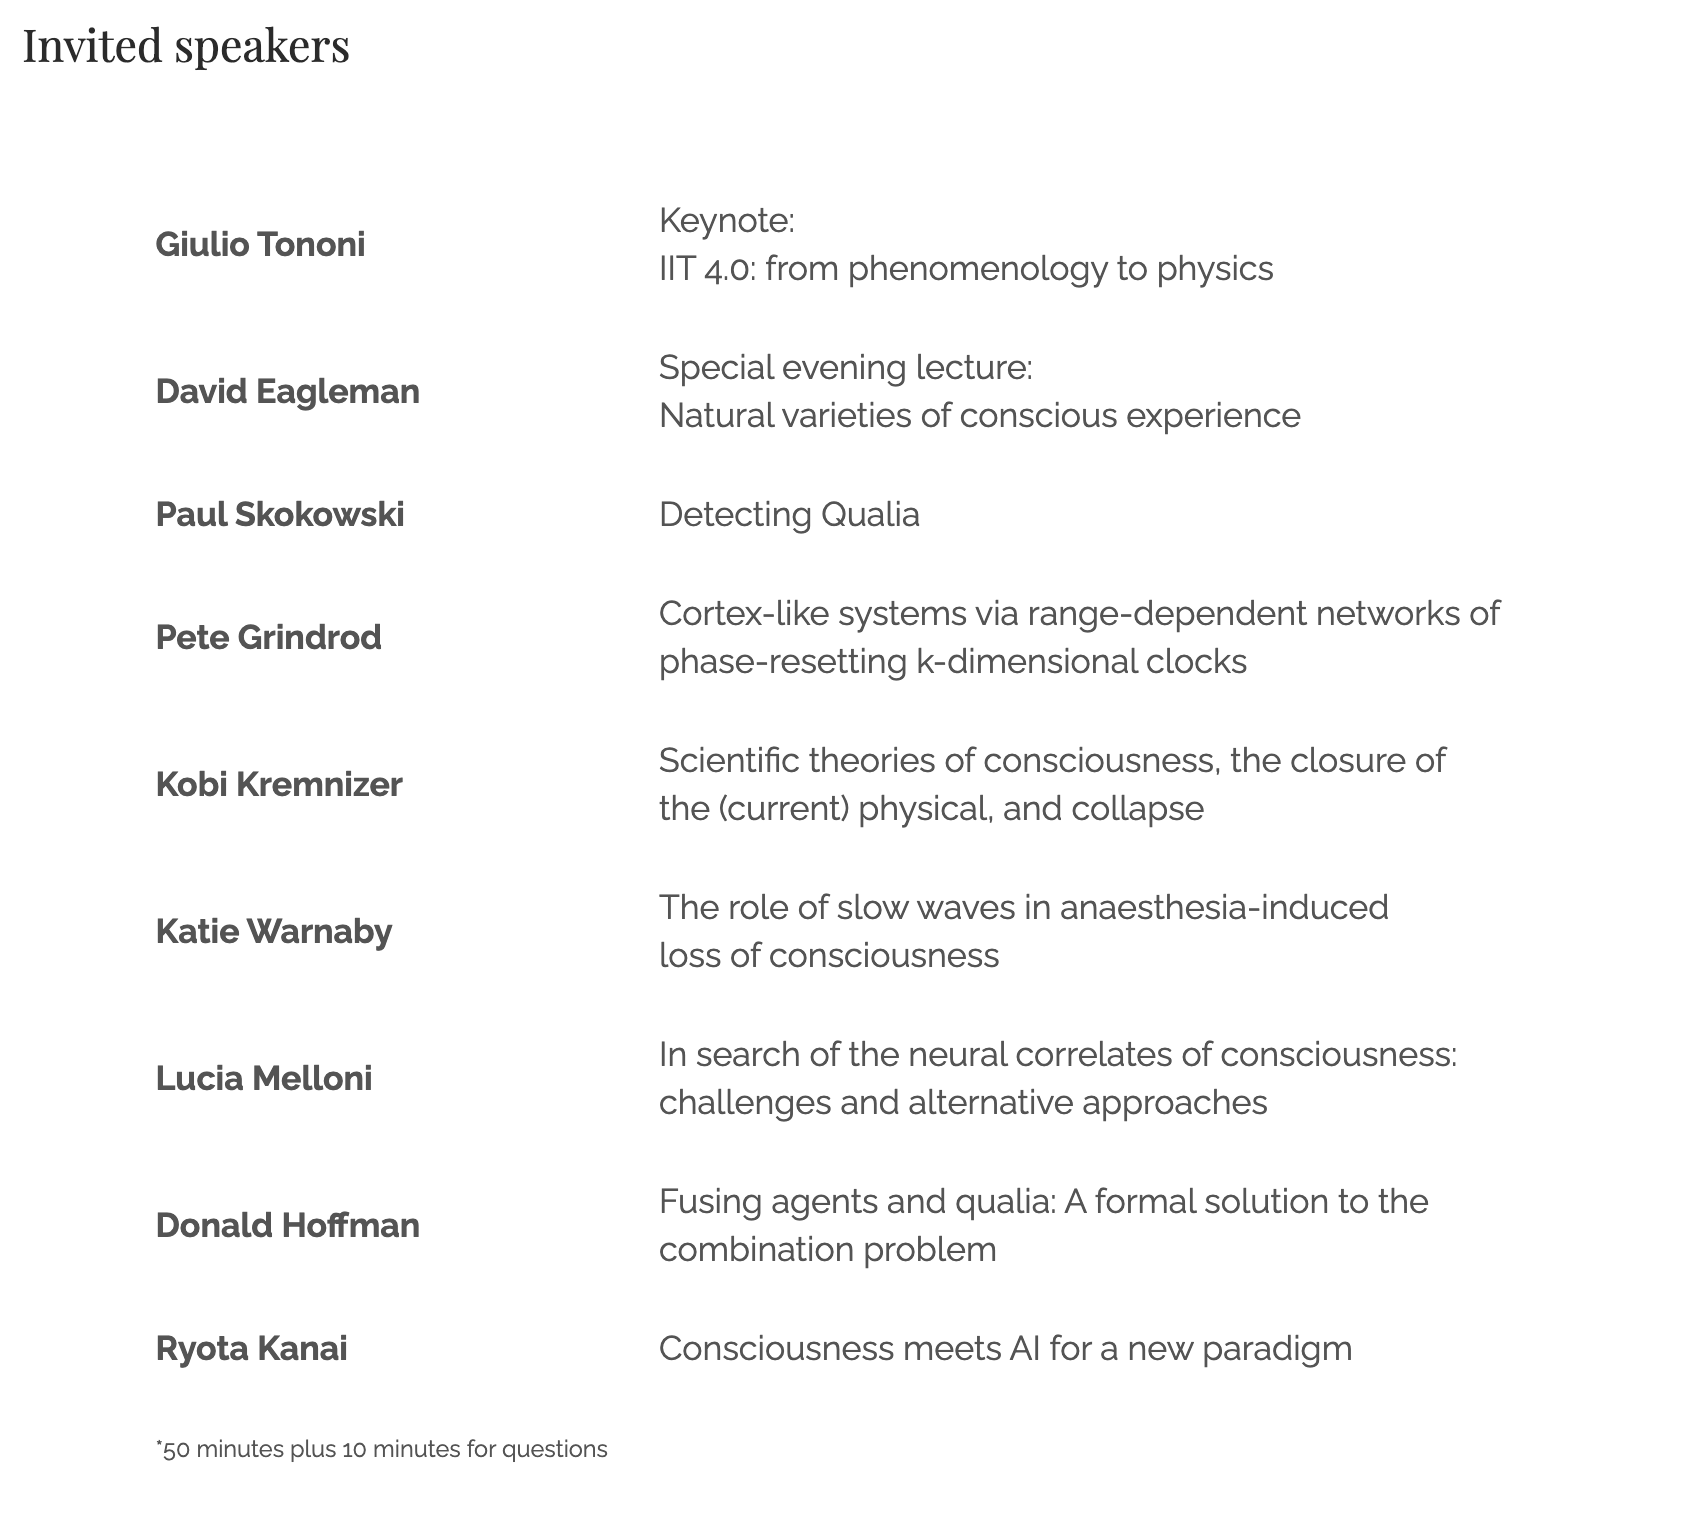 Invited speakers
Giulio Tononi
Keynote:
IIT 4.0: from phenomenology to physics
David Eagleman
Special evening lecture:
Natural varieties of conscious experience
Paul Skokowski
Detecting Qualia
Pete Grindrod
Cortex-like systems via range-dependent networks of
phase-resetting k-dimensional clocks
Kobi Kremnizer
Scientific theories of consciousness, the closure of
the (current) physical, and collapse
Katie Warnaby
The role of slow waves in anaesthesia-induced
loss of consciousness
Lucia Melloni
In search of the neural correlates of consciousness:
challenges and alternative approaches
Donald Hoffman
Fusing agents and qualia: A formal solution to the
combination problem
Ryota Kanai
Consciousness meets AI for a new paradigm
*50 minutes plus 10 minutes for questions